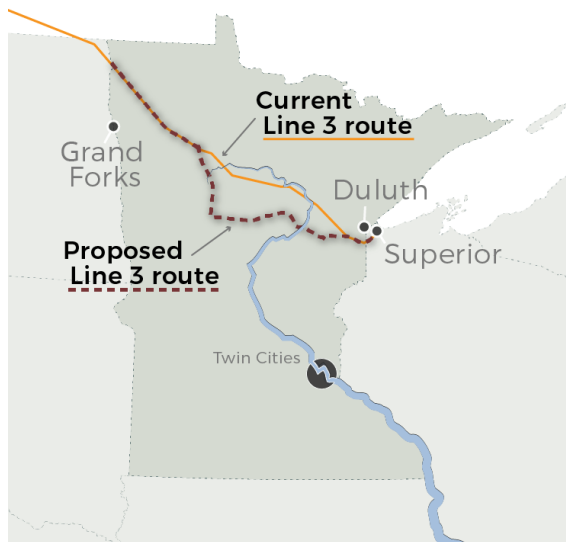 Current
Line 3 route
Grand
Forks
Duluth
Superior
Proposed
Line 3 route
Twin Cities